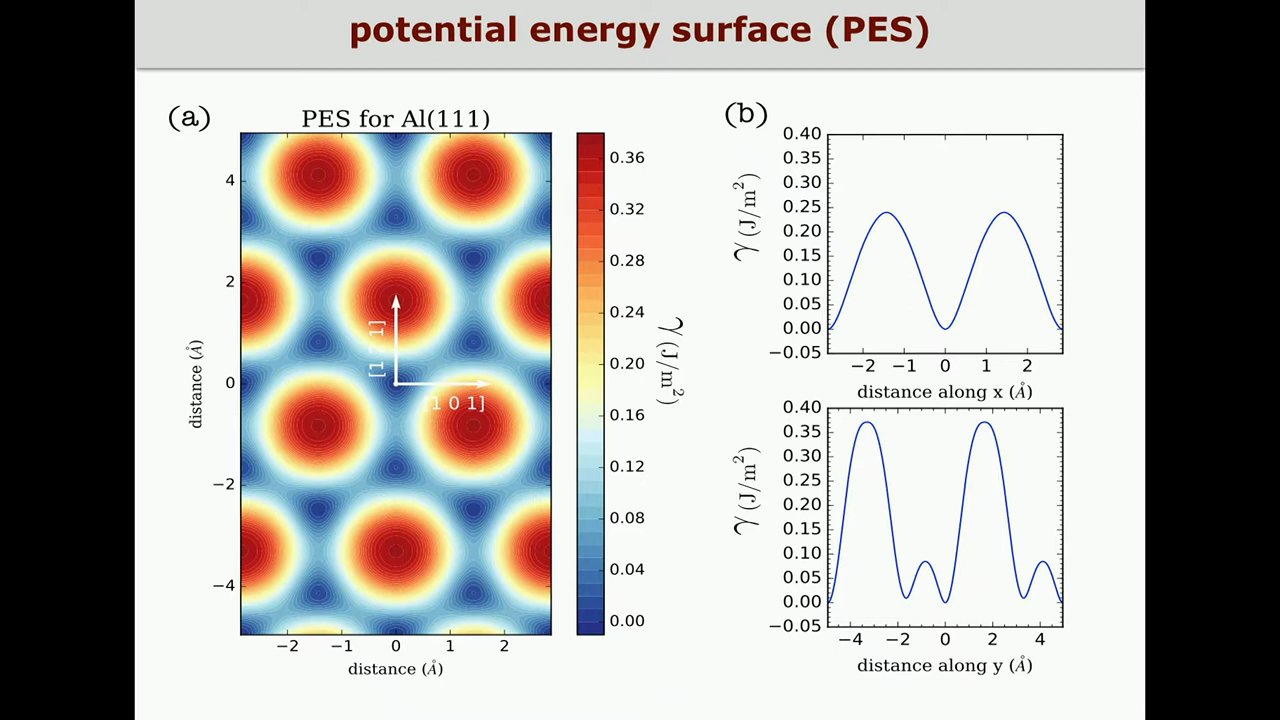 potential energy surface (PES)
(a)
PES for Al(111)
4
2
0
−2
−4
distance (Å)
[1 0 1]
−2 −1 0 1 2
distance (Å)
0.36
0.32
0.28
0.24
0.20
0.16
0.12
0.08
0.04
0.00
γ (J/m²)
(b)
0.40
0.35
0.30
0.25
0.20
0.15
0.10
0.05
0.00
−0.05
γ (J/m²)
−2 −1 0 1 2
distance along x (Å)
0.40
0.35
0.30
0.25
0.20
0.15
0.10
0.05
0.00
−0.05
γ (J/m²)
−4 −2 0 2 4
distance along y (Å)